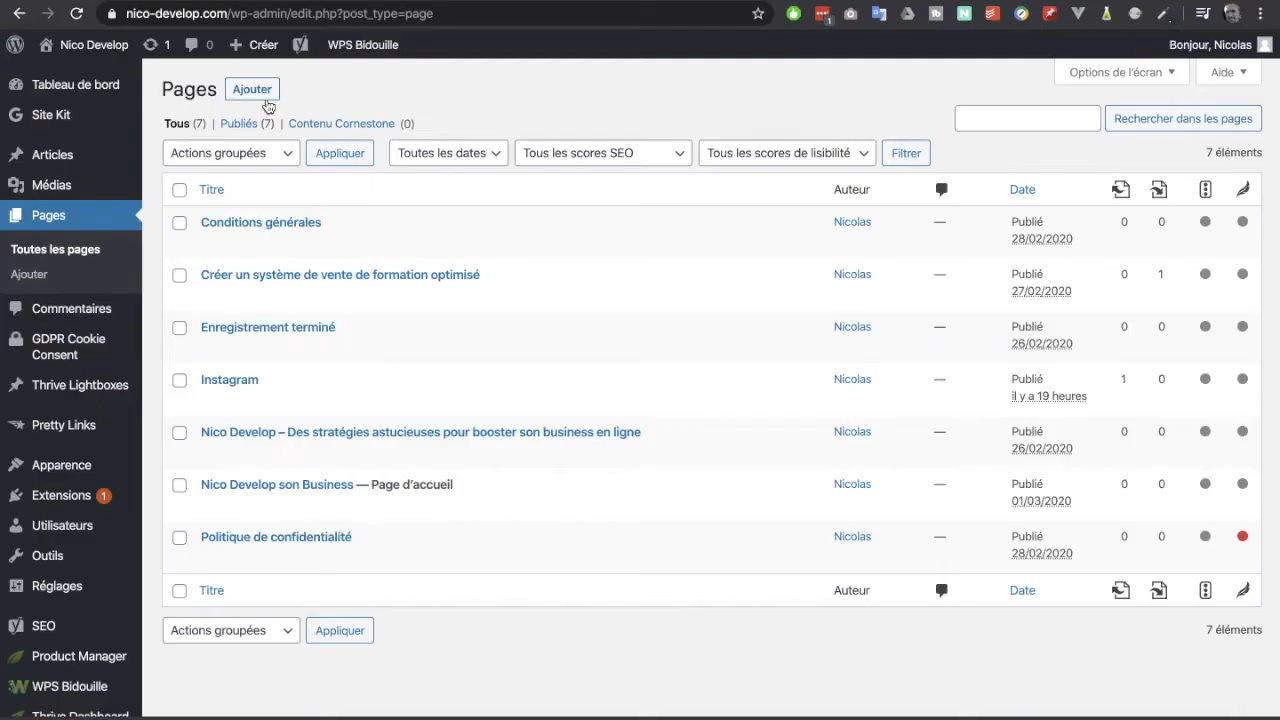 nico-develop.com/wp-admin/edit.php?post_type=page
1
Nico Develop 1 0 Créer WPS Bidouille Bonjour, Nicolas
Tableau de bord
Site Kit
Articles
Médias
Pages
Toutes les pages
Ajouter
Commentaires
GDPR Cookie
Consent
Thrive Lightboxes
Pretty Links
Apparence
Extensions 1
Utilisateurs
Outils
Réglages
SEO
Product Manager
WPS Bidouille
Thrive Dashboard
Options de l'écran Aide
Pages Ajouter
Tous (7) | Publiés (7) | Contenu Cornestone (0)
Rechercher dans les pages
Actions groupées Appliquer Toutes les dates Tous les scores SEO Tous les scores de lisibilité Filtrer 7 éléments
Titre Auteur Date
Conditions générales Nicolas — Publié 0 0
28/02/2020
Créer un système de vente de formation optimisé Nicolas — Publié 0 1
27/02/2020
Enregistrement terminé Nicolas — Publié 0 0
26/02/2020
Instagram Nicolas — Publié 1 0
il y a 19 heures
Nico Develop – Des stratégies astucieuses pour booster son business en ligne Nicolas — Publié 0 0
26/02/2020
Nico Develop son Business — Page d'accueil Nicolas — Publié 0 0
01/03/2020
Politique de confidentialité Nicolas — Publié 0 0
28/02/2020
Titre Auteur Date
Actions groupées Appliquer 7 éléments